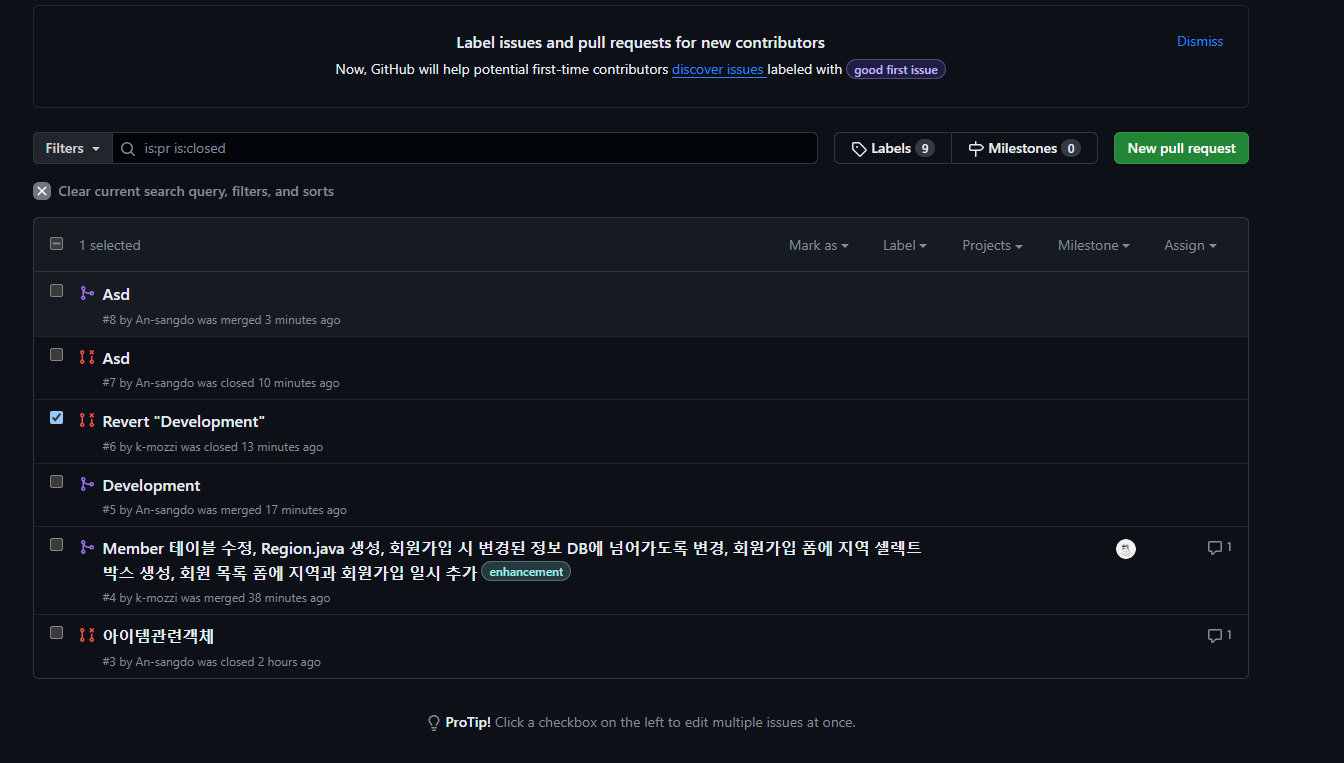 Label issues and pull requests for new contributors
Dismiss
Now, GitHub will help potential first-time contributors discover issues labeled with good first issue
Filters
is:pr is:closed
Labels 9
Milestones 0
New pull request
Clear current search query, filters, and sorts
1 selected
Mark as
Label
Projects
Milestone
Assign
Asd
#8 by An-sangdo was merged 3 minutes ago
Asd
#7 by An-sangdo was closed 10 minutes ago
Revert "Development"
#6 by k-mozzi was closed 13 minutes ago
Development
#5 by An-sangdo was merged 17 minutes ago
Member 테이블 수정, Region.java 생성, 회원가입 시 변경된 정보 DB에 넘어가도록 변경, 회원가입 폼에 지역 셀렉트
1
박스 생성, 회원 목록 폼에 지역과 회원가입 일시 추가 enhancement
#4 by k-mozzi was merged 38 minutes ago
아이템관련객체
1
#3 by An-sangdo was closed 2 hours ago
ProTip! Click a checkbox on the left to edit multiple issues at once.